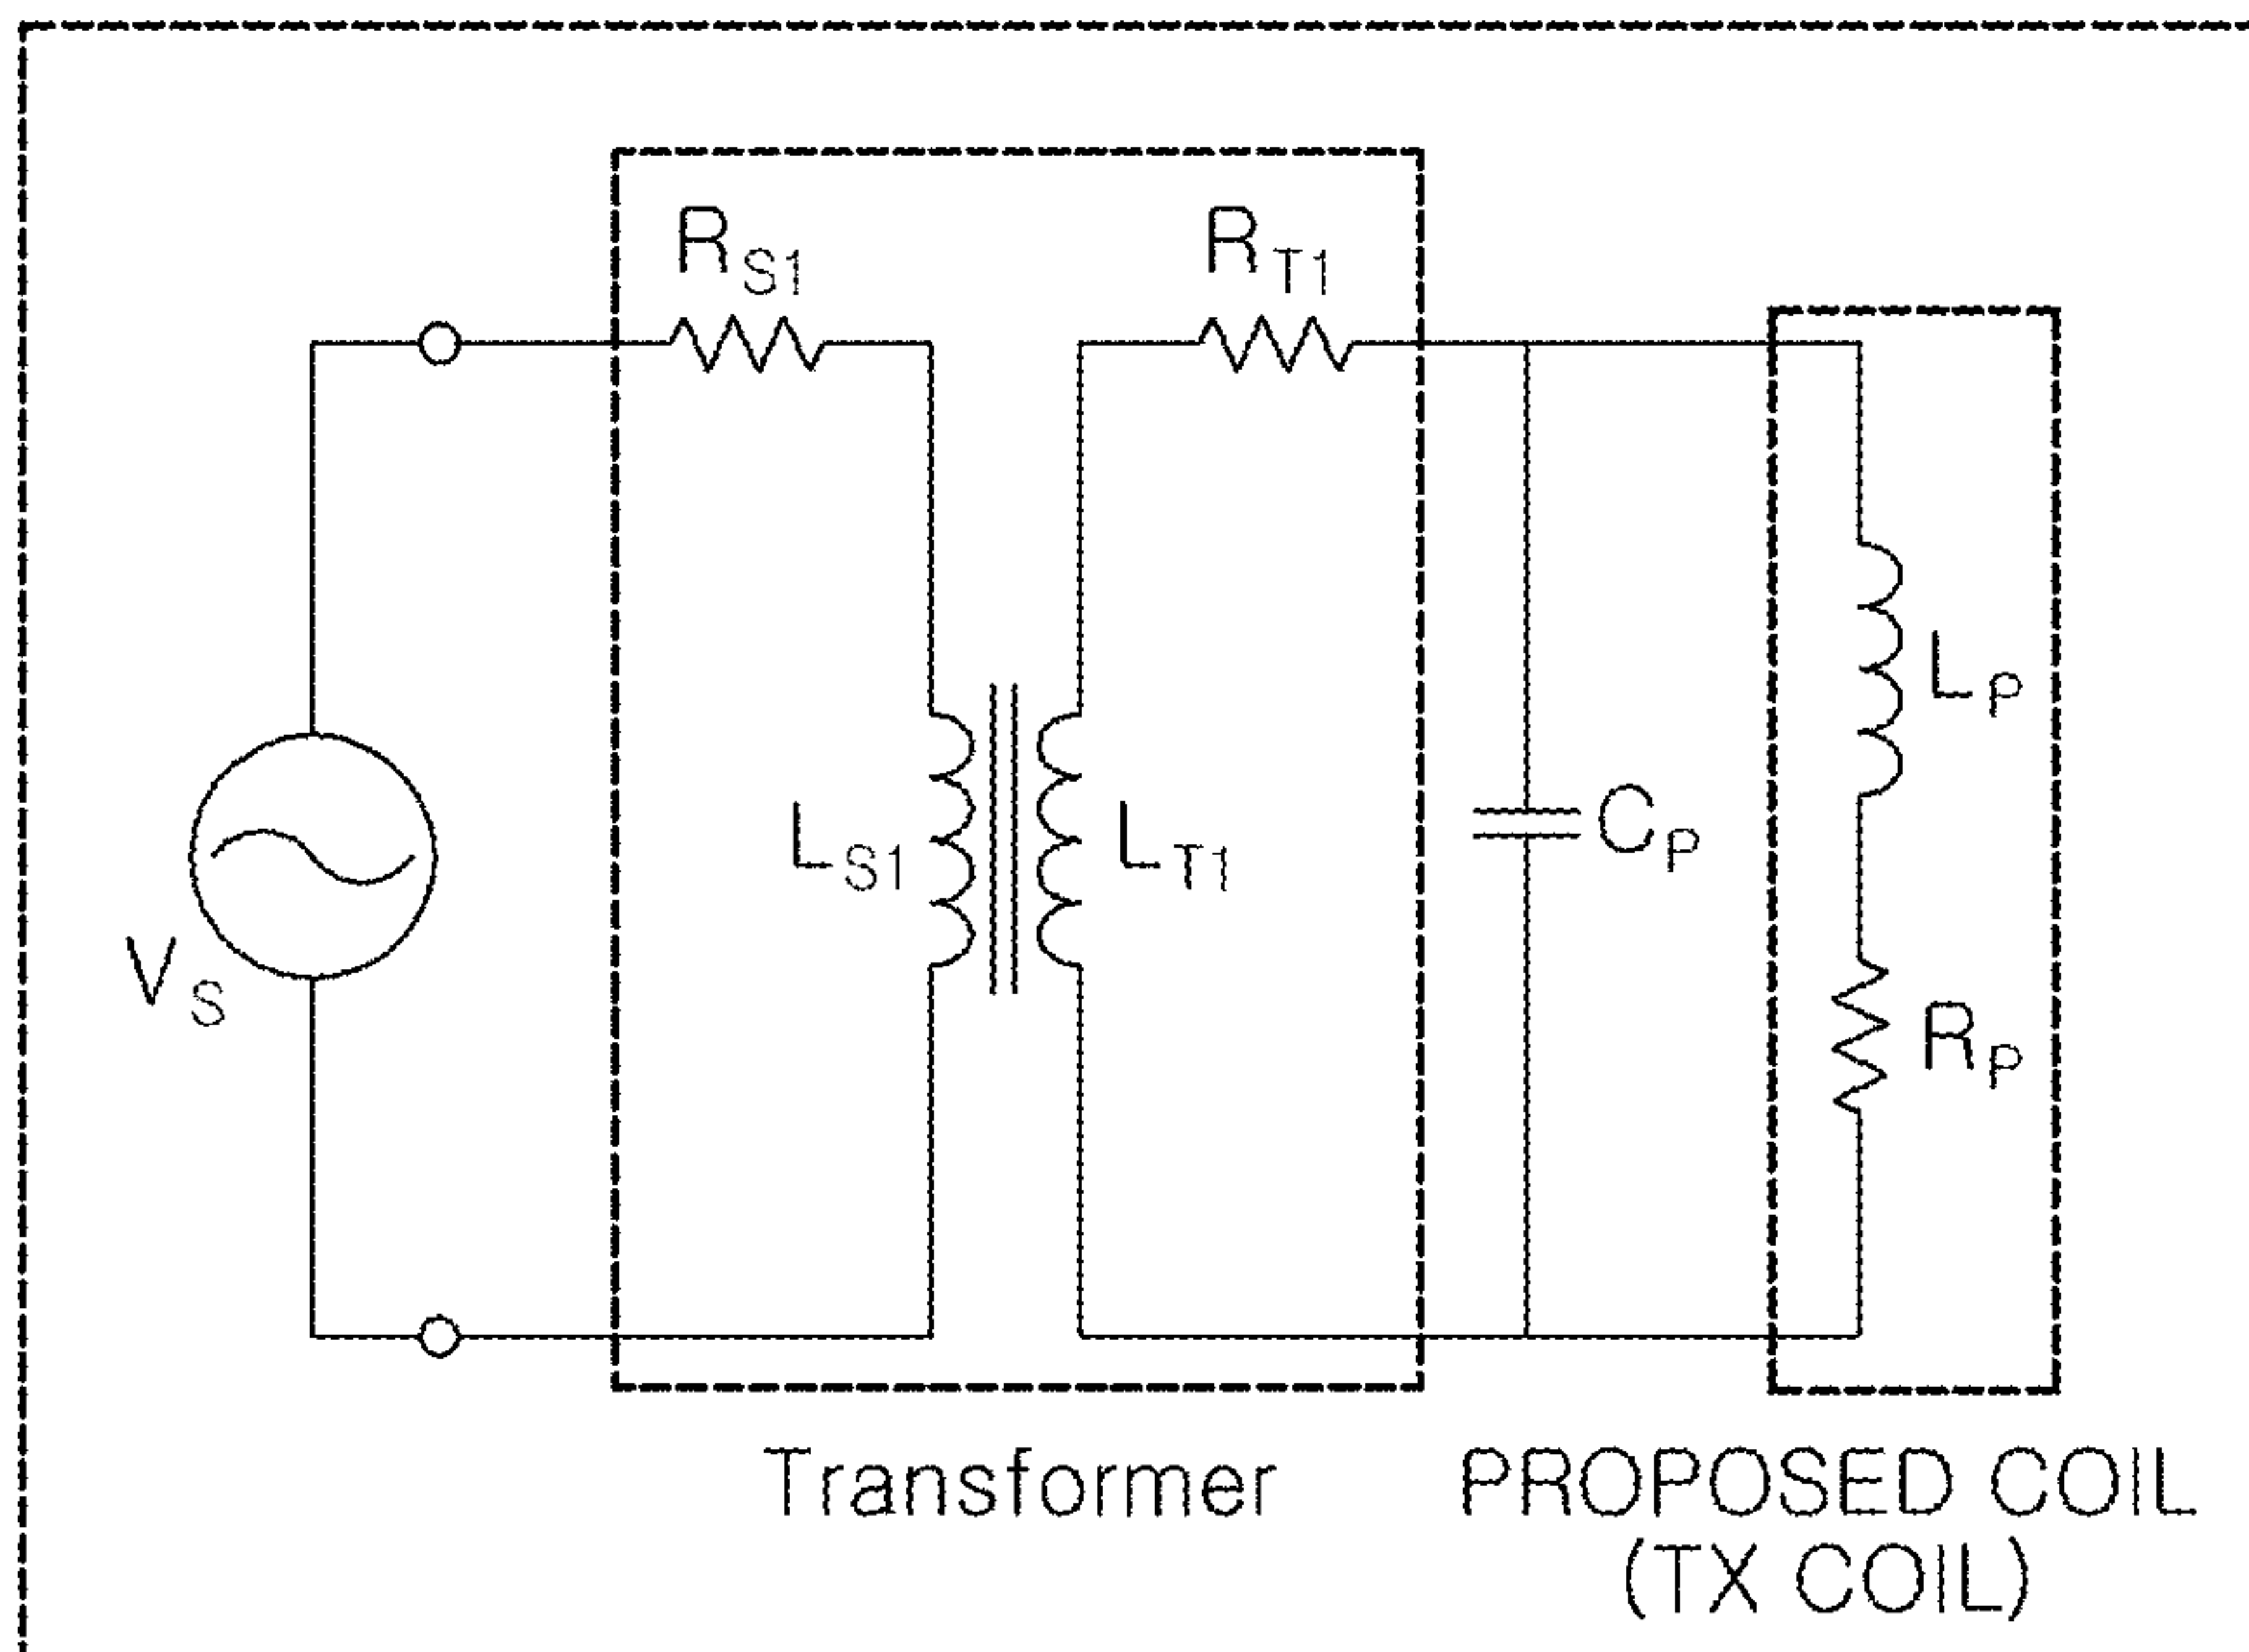 R_S1
R_T1
L_P
L_S1
L_T1
C_P
V_S
R_P
Transformer
PROPOSED COIL
(TX COIL)